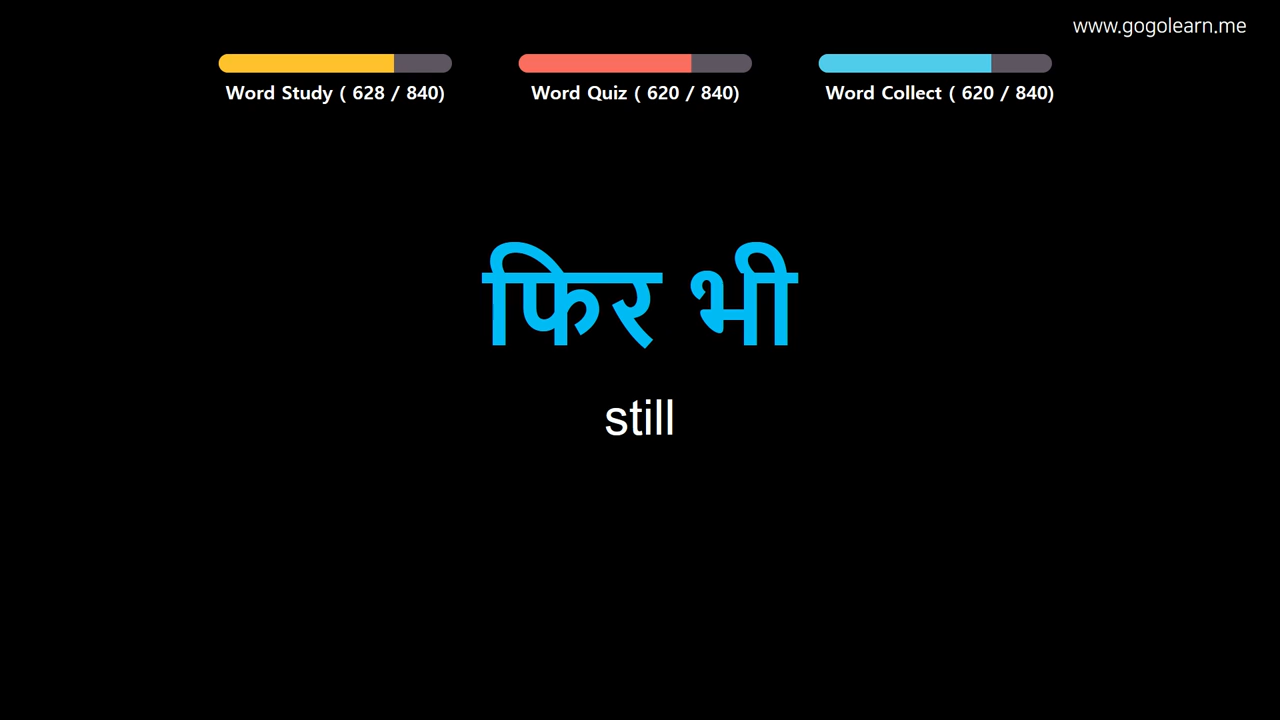 www.gogolearn.me
Word Study ( 628 / 840)
Word Quiz ( 620 / 840)
Word Collect ( 620 / 840)
फिर भी
still